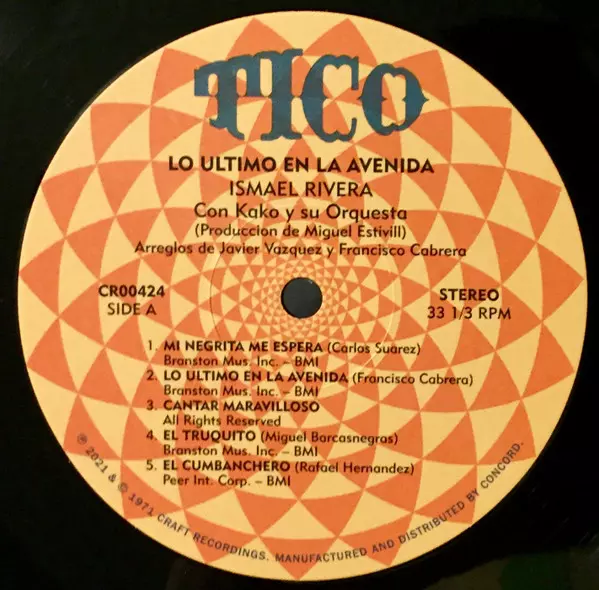 TICO
LO ULTIMO EN LA AVENIDA
ISMAEL RIVERA
Con Kako y su Orquesta
(Produccion de Miguel Estivill)
Arreglos de Javier Vazquez y Francisco Cabrera
CR00424
SIDE A
STEREO
33 1/3 RPM
1. MI NEGRITA ME ESPERA (Carlos Suarez)
Branston Mus. Inc. – BMI
2. LO ULTIMO EN LA AVENIDA (Francisco Cabrera)
Branston Mus. Inc. – BMI
3. CANTAR MARAVILLOSO
All Rights Reserved
4. EL TRUQUITO (Miguel Barcasnegras)
Branston Mus. Inc. – BMI
5. EL CUMBANCHERO (Rafael Hernandez)
Peer Int. Corp. – BMI
℗ 2021 & © 1971 CRAFT RECORDINGS. MANUFACTURED AND DISTRIBUTED BY CONCORD.